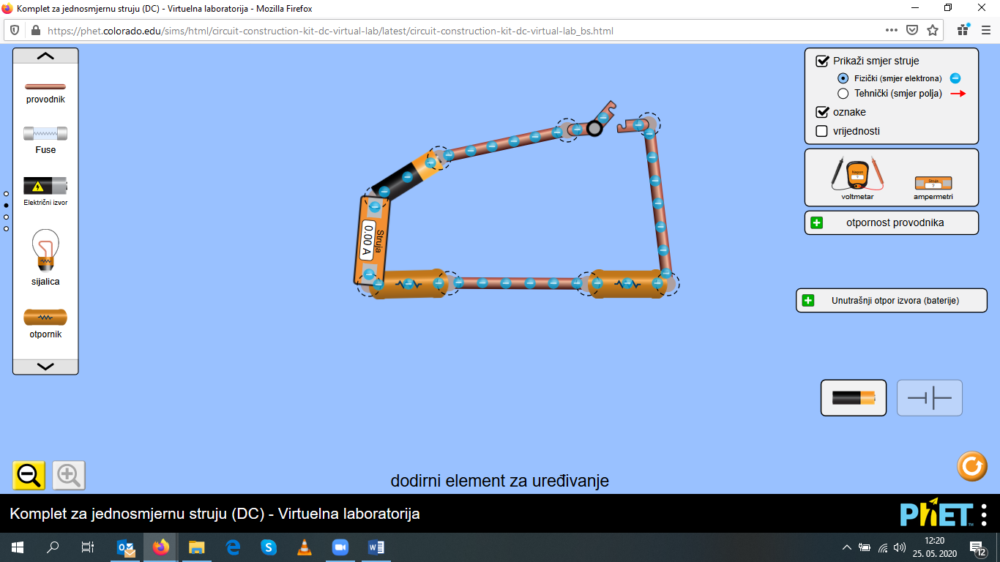 Komplet za jednosmjernu struju (DC) - Virtuelna laboratorija - Mozilla Firefox
https://phet.colorado.edu/sims/html/circuit-construction-kit-dc-virtual-lab/latest/circuit-construction-kit-dc-virtual-lab_bs.html
provodnik
Fuse
Električni izvor
sijalica
otpornik
Struja
0.00 A
Prikaži smjer struje
Fizički (smjer elektrona)
Tehnički (smjer polja)
oznake
vrijednosti
Napon
?
voltmetar
Struja
?
ampermetri
otpornost provodnika
Unutrašnji otpor izvora (baterije)
dodirni element za uređivanje
Komplet za jednosmjernu struju (DC) - Virtuelna laboratorija
PhET
12:20
25. 05. 2020
12